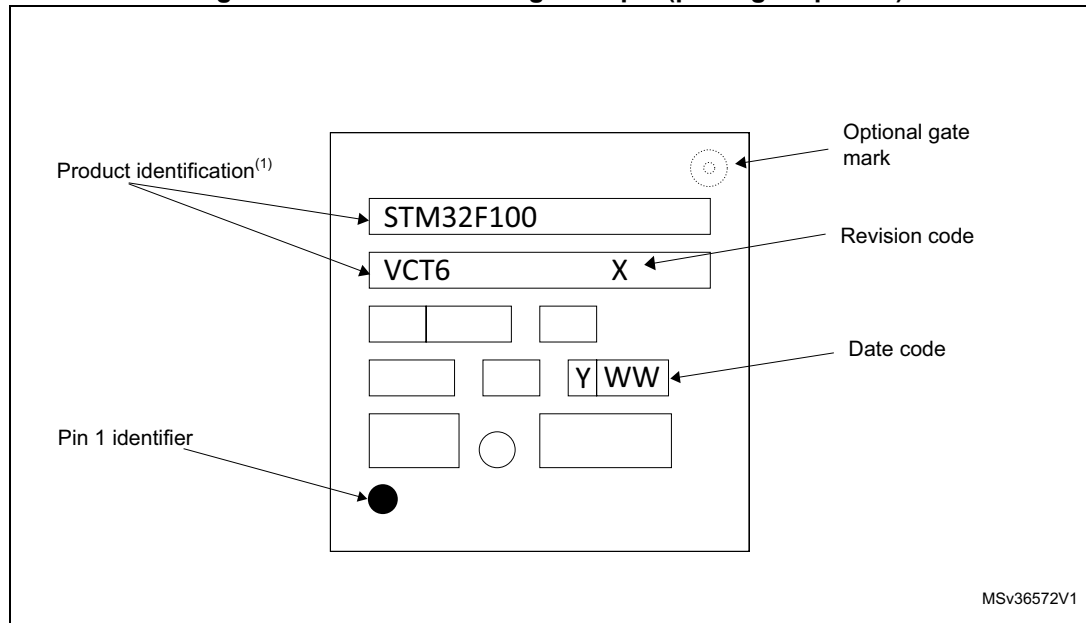 Optional gate
mark
Product identification(1)
STM32F100
Revision code
VCT6 X
Date code
Y WW
Pin 1 identifier
MSv36572V1